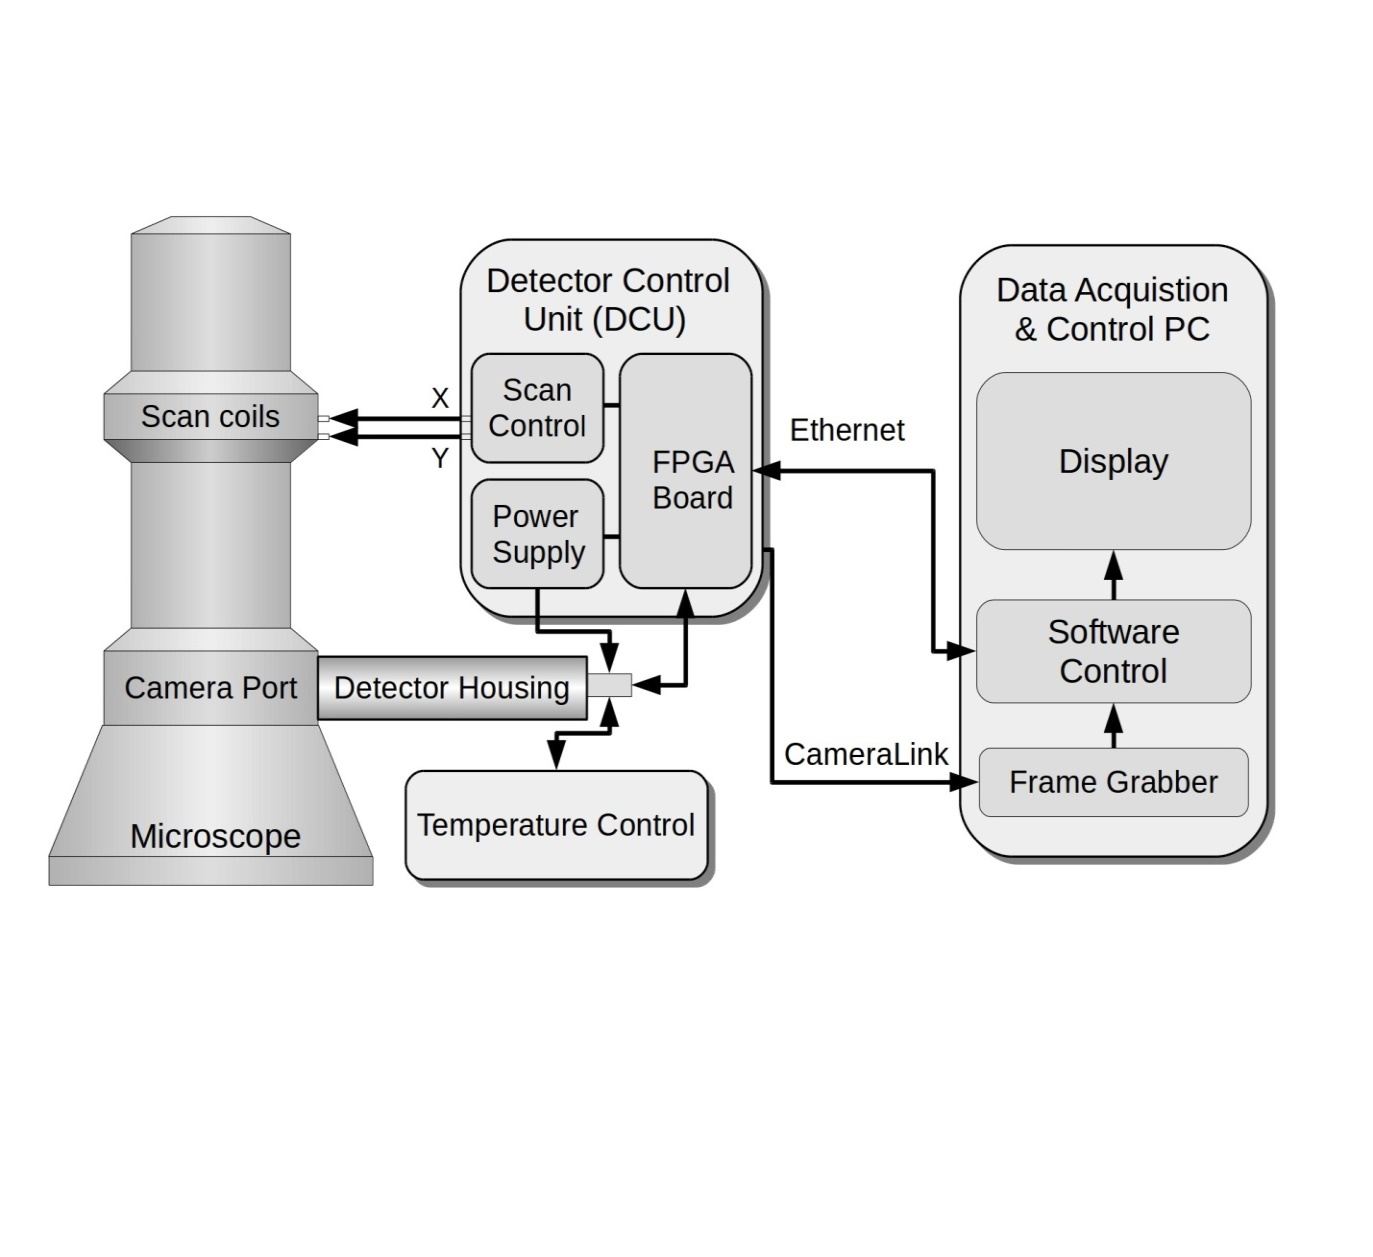 Detector Control
Unit (DCU)
Data Acquistion
& Control PC
Scan coils
X
Y
Scan
Control
FPGA
Board
Power
Supply
Ethernet
Display
Software
Control
Camera Port
Detector Housing
CameraLink
Frame Grabber
Temperature Control
Microscope